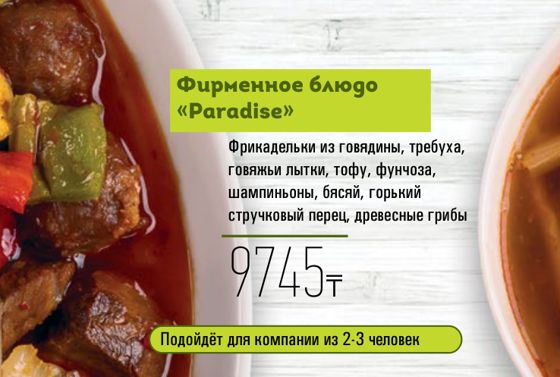 Фирменное блюдо
«Paradise»
Фрикадельки из говядины, требуха,
говяжьи лытки, тофу, фунчоза,
шампиньоны, бясяй, горький
стручковый перец, древесные грибы
9745₸
Подойдёт для компании из 2-3 человек